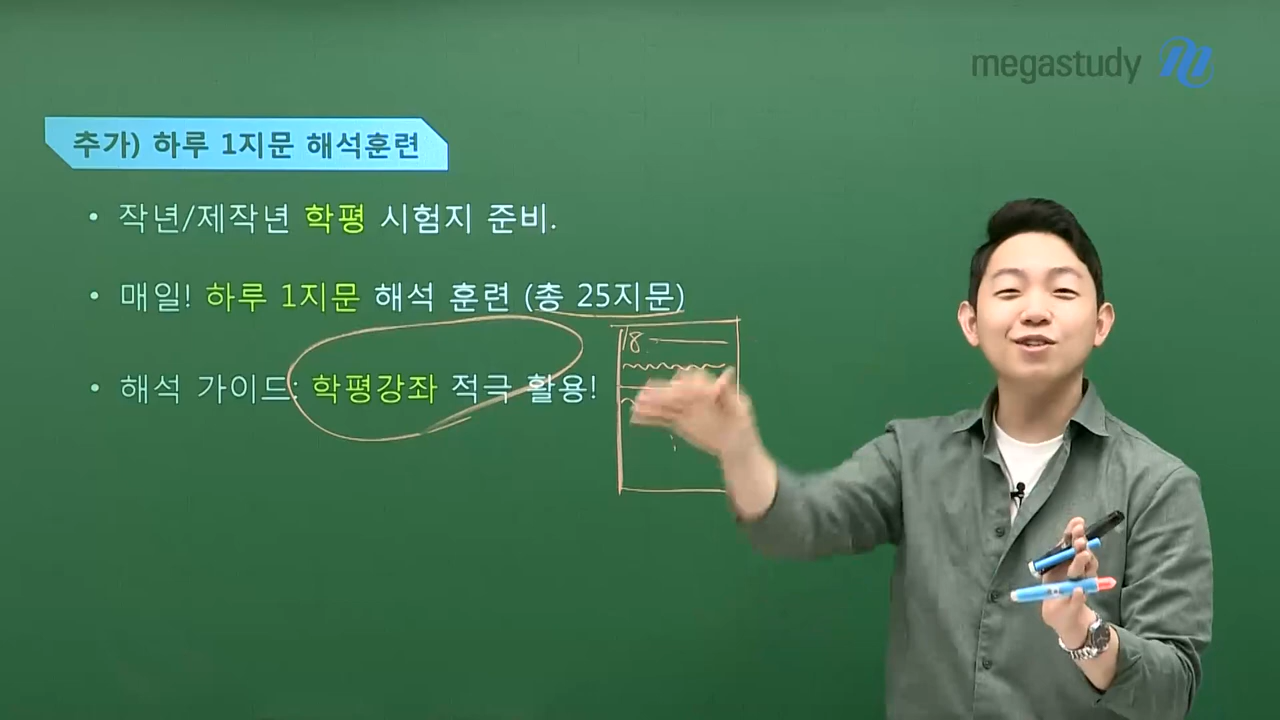 megastudy
추가) 하루 1지문 해석훈련
• 작년/제작년 학평 시험지 준비.
• 매일! 하루 1지문 해석 훈련 (총 25지문)
18
• 해석 가이드: 학평강좌 적극 활용!